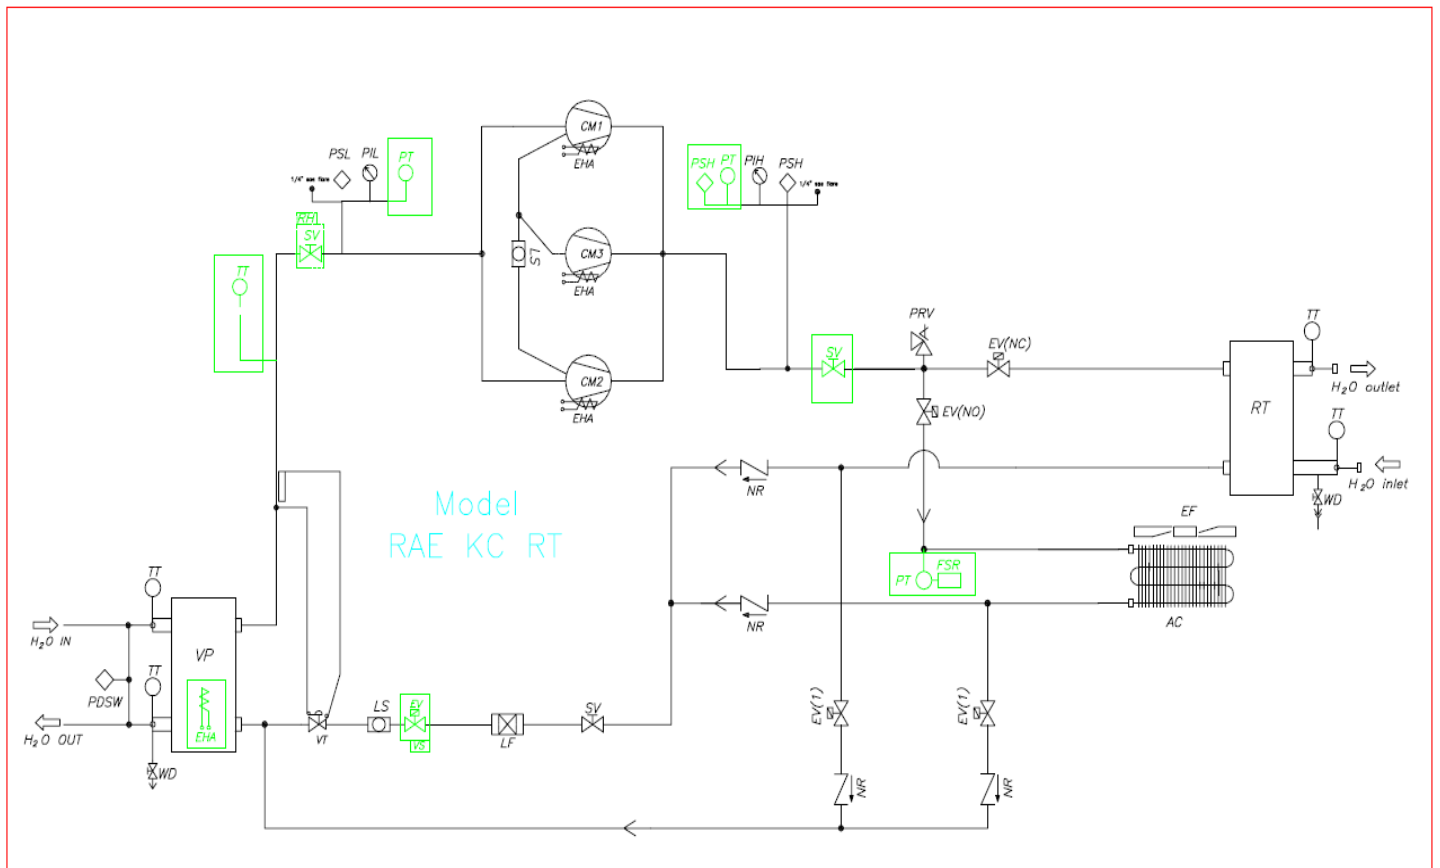 CM1
EHA
PSL
PIL
PT
1/4" sae flare
PSH
PT
PIH
PSH
1/4" sae flare
RH
SV
LS
CM3
EHA
TT
PRV
EV(NC)
TT
SV
CM2
EHA
H2O outlet
EV(NO)
RT
TT
NR
H2O inlet
WD
Model
RAE KC RT
EF
PT
FSR
TT
NR
AC
H2O IN
VP
TT
PDSW
EHA
LS
EV
VS
SV
EV(1)
EV(1)
H2O OUT
VT
LF
WD
NR
NR